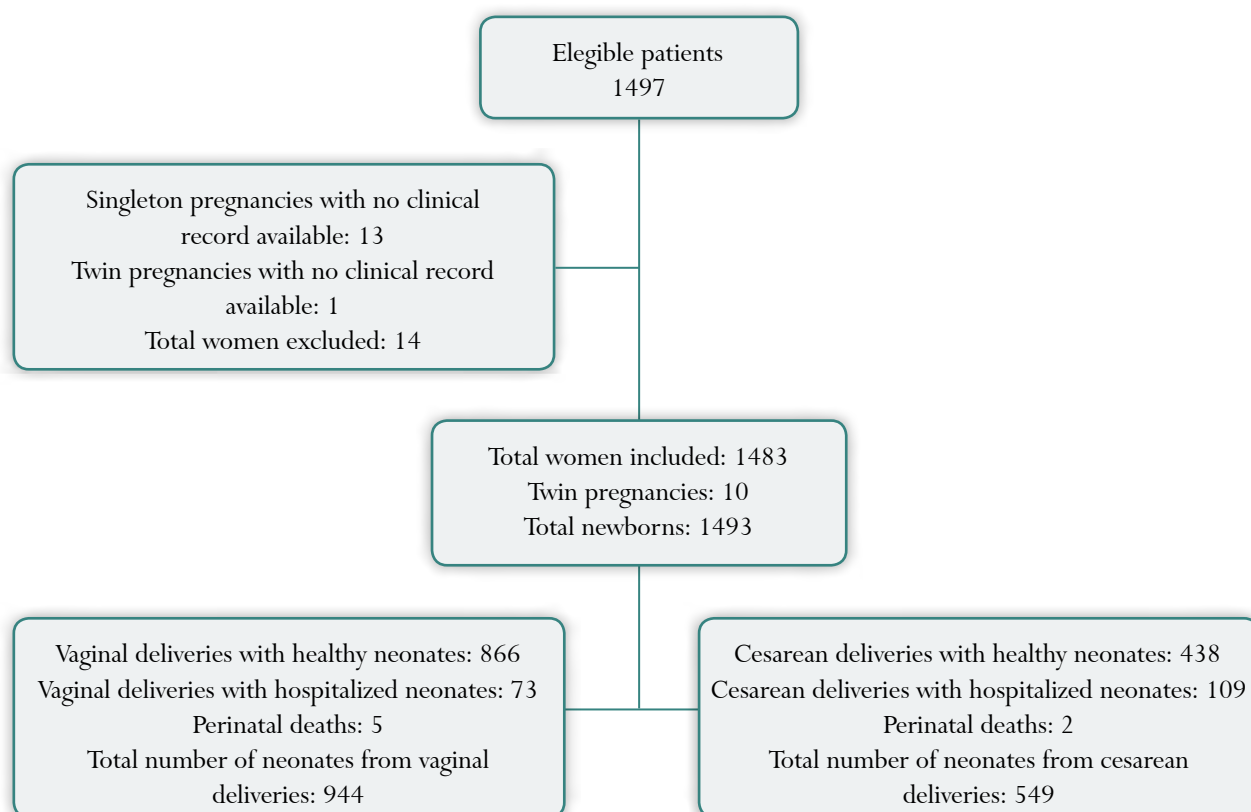 Elegible patients
1497
Singleton pregnancies with no clinical
record available: 13
Twin pregnancies with no clinical record
available: 1
Total women excluded: 14
Total women included: 1483
Twin pregnancies: 10
Total newborns: 1493
Vaginal deliveries with healthy neonates: 866
Vaginal deliveries with hospitalized neonates: 73
Perinatal deaths: 5
Total number of neonates from vaginal
deliveries: 944
Cesarean deliveries with healthy neonates: 438
Cesarean deliveries with hospitalized neonates: 109
Perinatal deaths: 2
Total number of neonates from cesarean
deliveries: 549